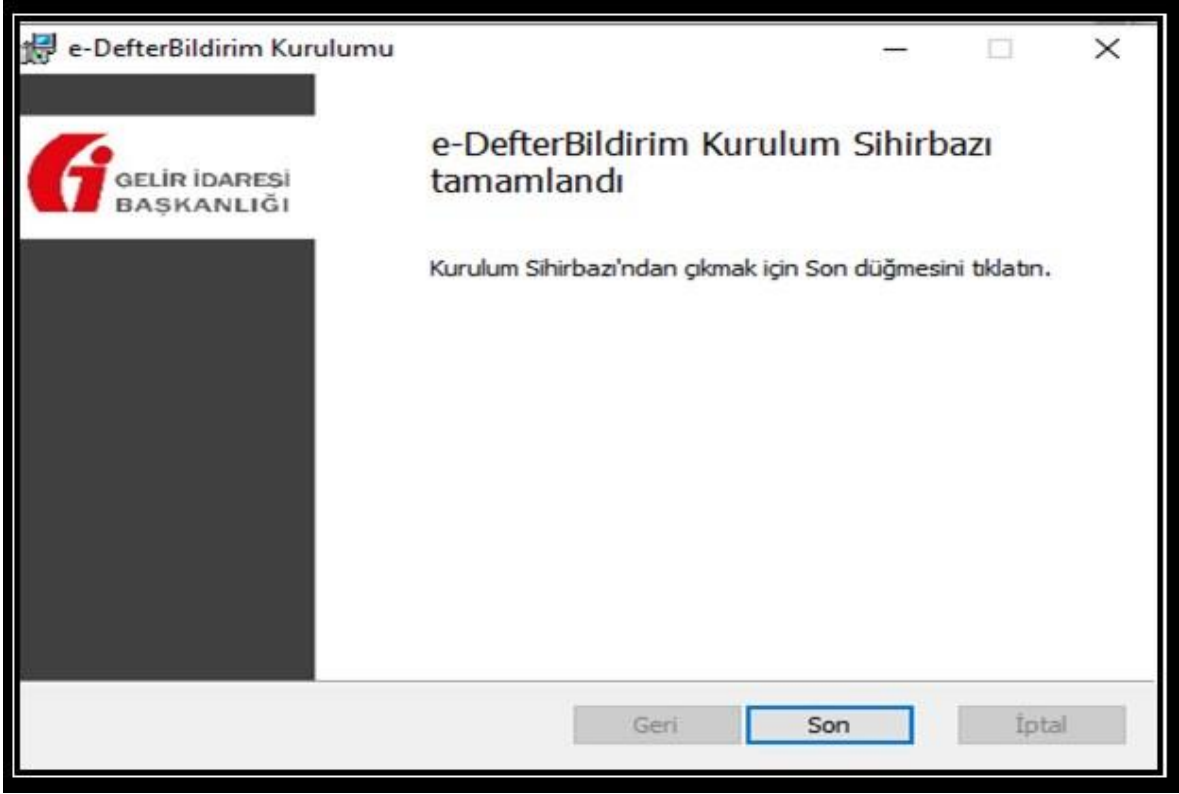 e-DefterBildirim Kurulumu
GELİR İDARESİ
BAŞKANLIĞI
e-DefterBildirim Kurulum Sihirbazı
tamamlandı
Kurulum Sihirbazı'ndan çıkmak için Son düğmesini tıklatın.
Geri
Son
İptal